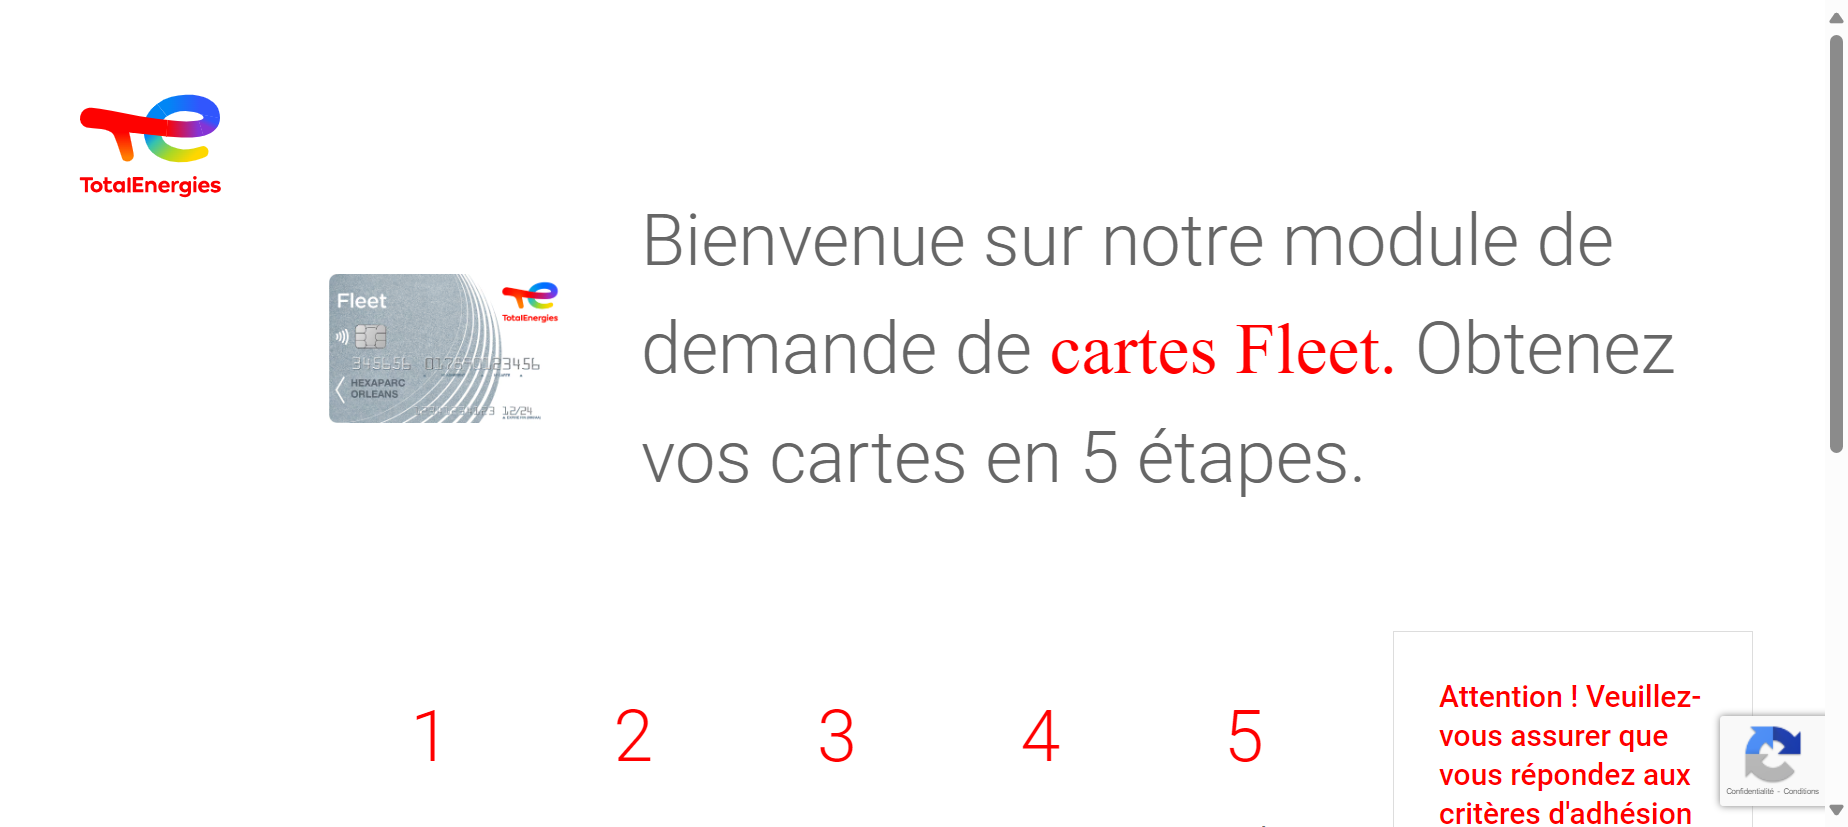 TotalEnergies
Bienvenue sur notre module de
demande de cartes Fleet. Obtenez
vos cartes en 5 étapes.
Fleet
TotalEnergies
HEXAPARC
ORLEANS
12/24
1 2 3 4 5
Attention ! Veuillez-
vous assurer que
vous répondez aux
critères d'adhésion
Confidentialité - Conditions